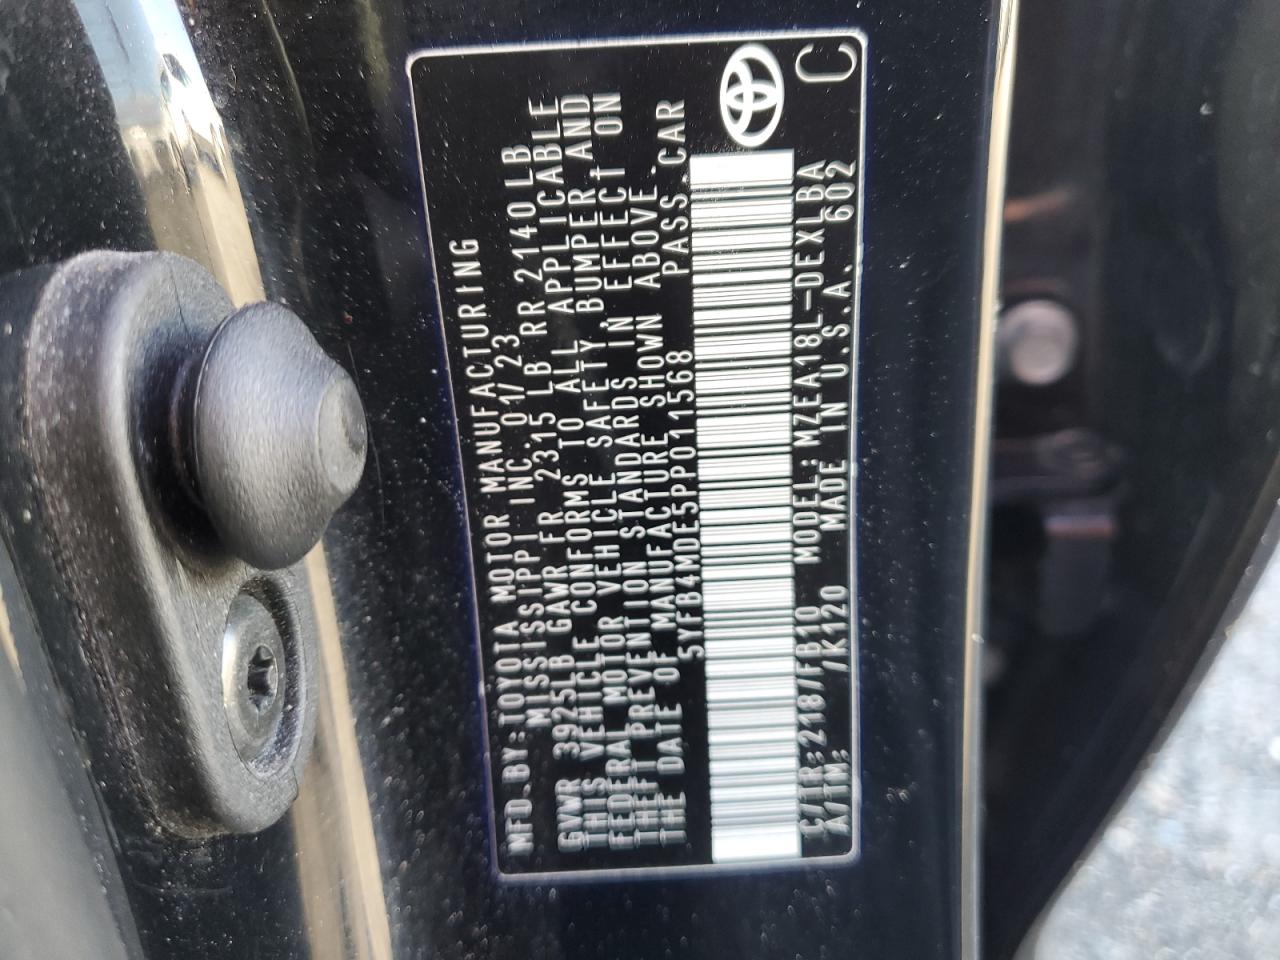 MFD.BY:TOYOTA MOTOR MANUFACTURING
MISSISSIPPI INC. 01/23
GVWR 3925LB GAWR FR 2315 LB RR 2140LB
THIS VEHICLE CONFORMS TO ALL APPLICABLE
FEDERAL MOTOR VEHICLE SAFETY BUMPER, AND
THEFT PREVENTION STANDARDS IN EFFECT ON
THE DATE OF MANUFACTURE SHOWN ABOVE.
5YFB4MDE5PP011568 PASS.CAR
C/TR:218/FB10 MODEL:MZEA18L-DEXLBA
A/TM: /K120 MADE IN U.S.A. 602
C